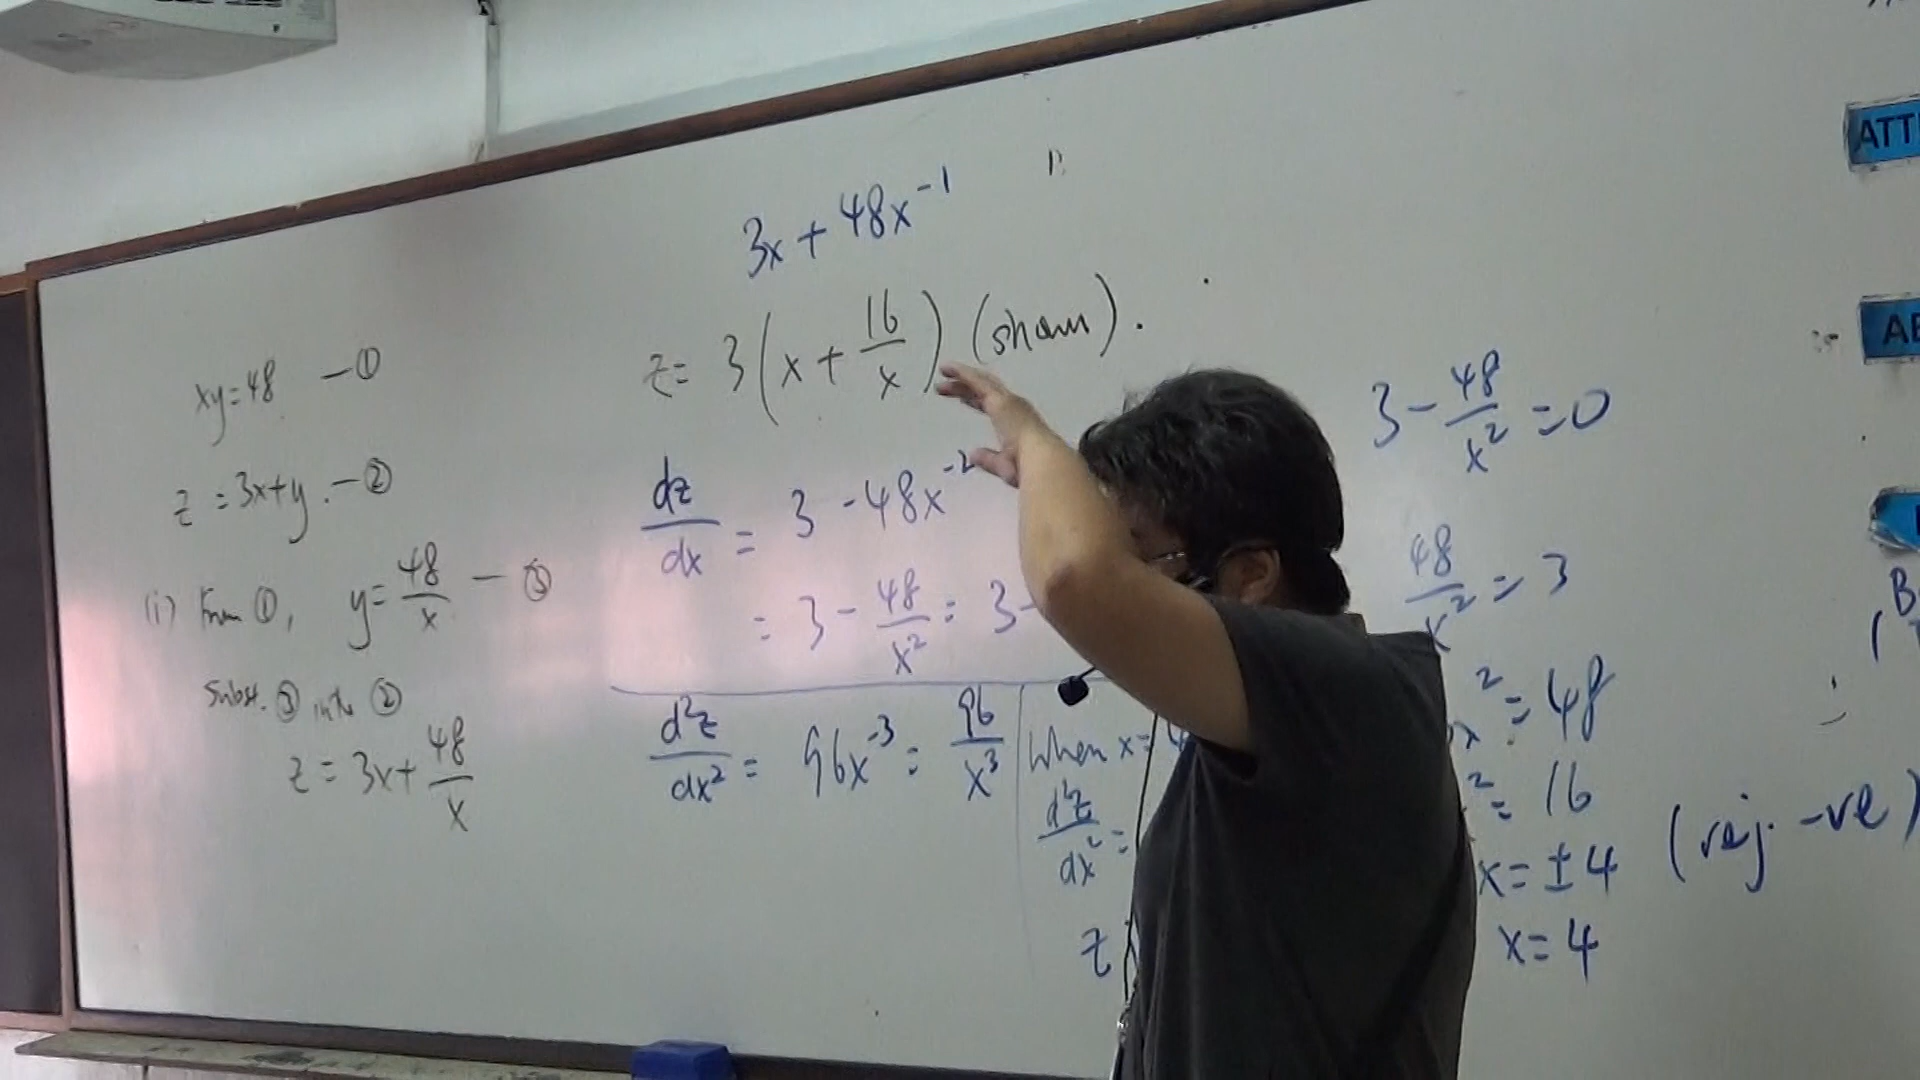 xy=48 — ①
z = 3x+y. — ②
(i) From ①, y = 48/x — ③
Subst. ③ into ②
z = 3x + 48/x
3x + 48x⁻¹
z = 3(x + 16/x) (shown).
dz/dx = 3 - 48x⁻²
= 3 - 48/x² = 3 -
d²z/dx² = 96x⁻³ = 96/x³
When x =
d²z/dx² =
z
3 - 48/x² = 0
48/x² = 3
² = 48
² = 16
x = ±4 (rej. -ve)
x = 4
ATT